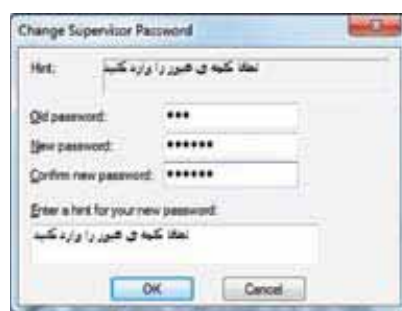 Change Supervisor Password
Hint:
لطفا کلمه ی عبور را وارد کنید
Old password:
•••
New password:
••••••
Confirm new password:
••••••
Enter a hint for your new password:
لطفا کلمه ی عبور را وارد کنید
OK
Cancel